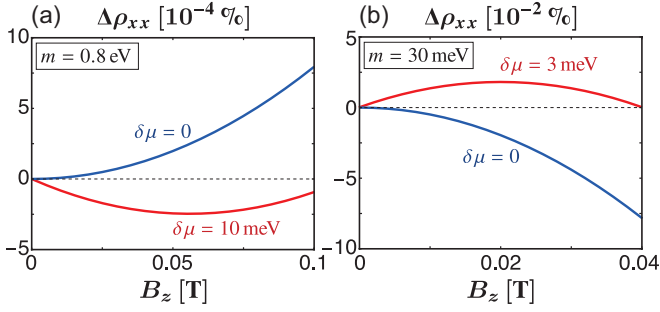 (a) Δρxx [10⁻⁴ %]
10
m = 0.8 eV
δμ = 0
5
0
δμ = 10 meV
−5
0 0.05 0.1
Bz [T]
(b) Δρxx [10⁻² %]
5
m = 30 meV
δμ = 3 meV
0
δμ = 0
−5
−10
0 0.02 0.04
Bz [T]